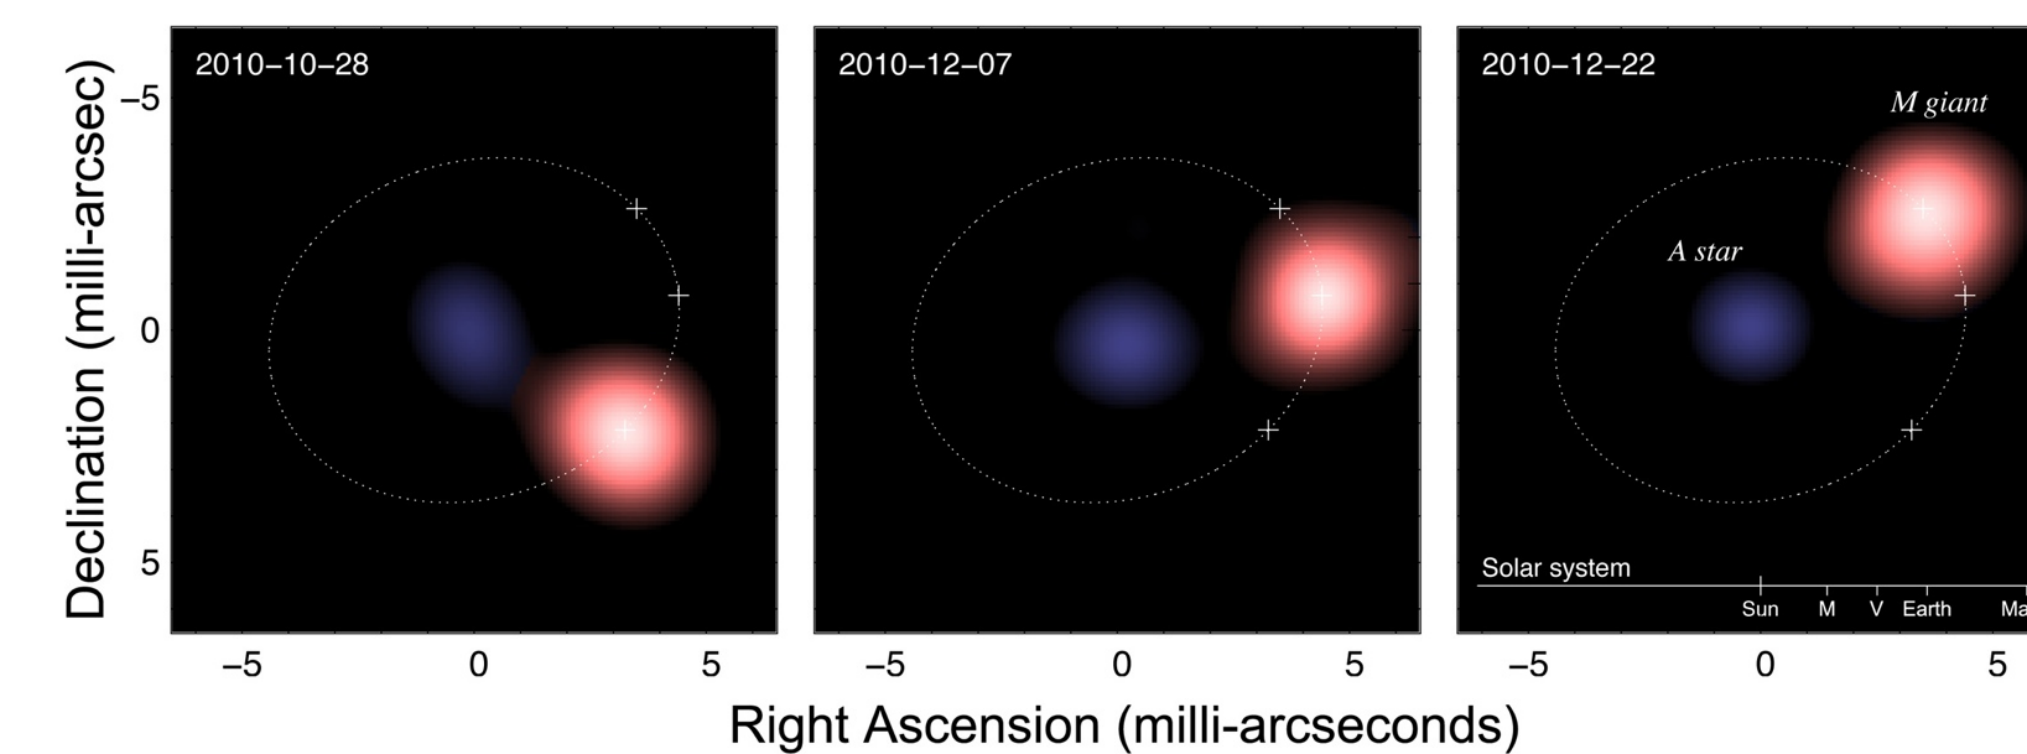 2010–10–28
2010–12–07
2010–12–22
M giant
A star
Solar system
Sun M V Earth Ma
Declination (milli-arcsec)
–5
0
5
–5 0 5
–5 0 5
–5 0 5
Right Ascension (milli-arcseconds)